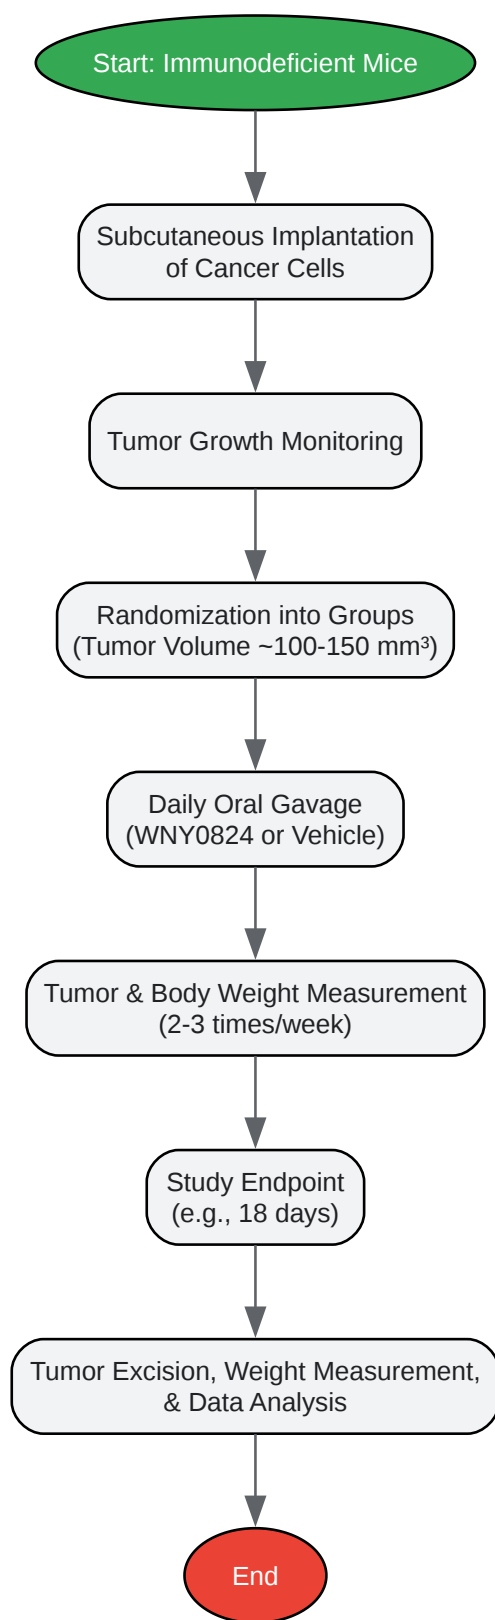 Start: Immunodeficient Mice
Subcutaneous Implantation
of Cancer Cells
Tumor Growth Monitoring
Randomization into Groups
(Tumor Volume ~100-150 mm³)
Daily Oral Gavage
(WNY0824 or Vehicle)
Tumor & Body Weight Measurement
(2-3 times/week)
Study Endpoint
(e.g., 18 days)
Tumor Excision, Weight Measurement,
& Data Analysis
End